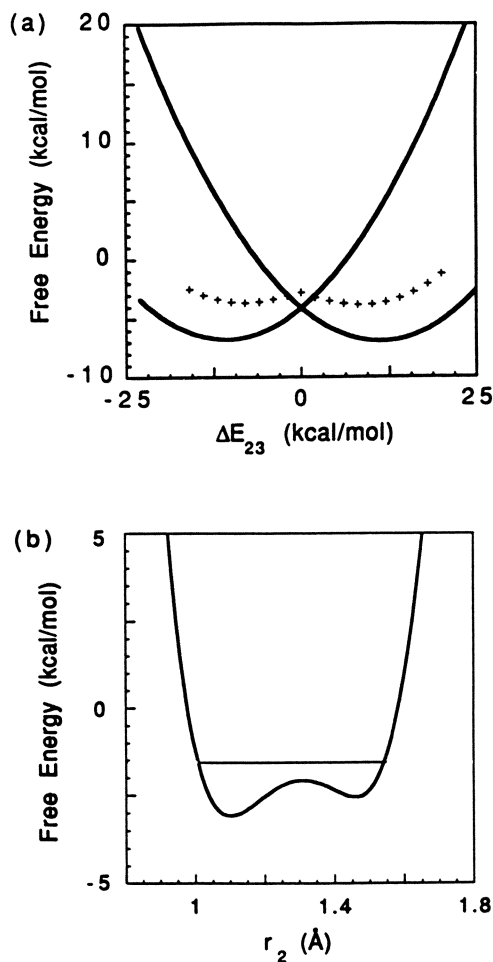 (a)
20
10
0
-10
-25
0
25
Free Energy (kcal/mol)
ΔE₂₃ (kcal/mol)
(b)
5
0
-5
1
1.4
1.8
Free Energy (kcal/mol)
r₂ (Å)